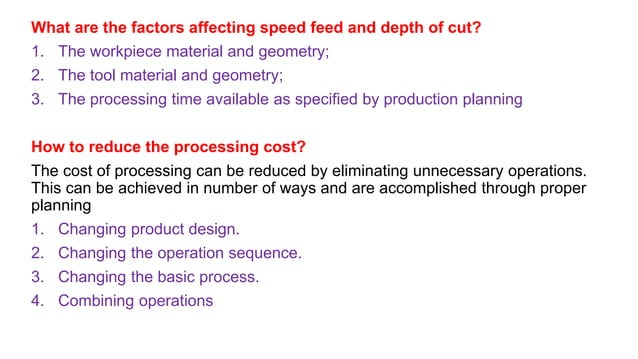 What are the factors affecting speed feed and depth of cut?
1. The workpiece material and geometry;
2. The tool material and geometry;
3. The processing time available as specified by production planning
How to reduce the processing cost?
The cost of processing can be reduced by eliminating unnecessary operations.
This can be achieved in number of ways and are accomplished through proper
planning
1. Changing product design.
2. Changing the operation sequence.
3. Changing the basic process.
4. Combining operations